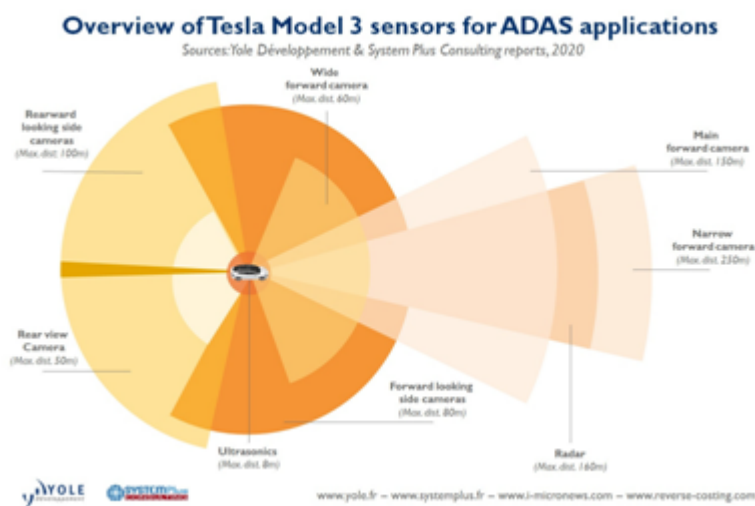 Overview of Tesla Model 3 sensors for ADAS applications
Sources: Yole Développement & System Plus Consulting reports, 2020
Wide
forward camera
(Max. dist. 60m)
Rearward
looking side
cameras
(Max. dist. 100m)
Main
forward camera
(Max. dist. 150m)
Narrow
forward camera
(Max. dist. 250m)
Rear view
Camera
(Max. dist. 50m)
Forward looking
side cameras
(Max. dist. 80m)
Ultrasonics
(Max. dist. 8m)
Radar
(Max. dist. 160m)
YOLE
Développement
SYSTEMPlus
CONSULTING
www.yole.fr – www.systemplus.fr – www.i-micronews.com – www.reverse-costing.com